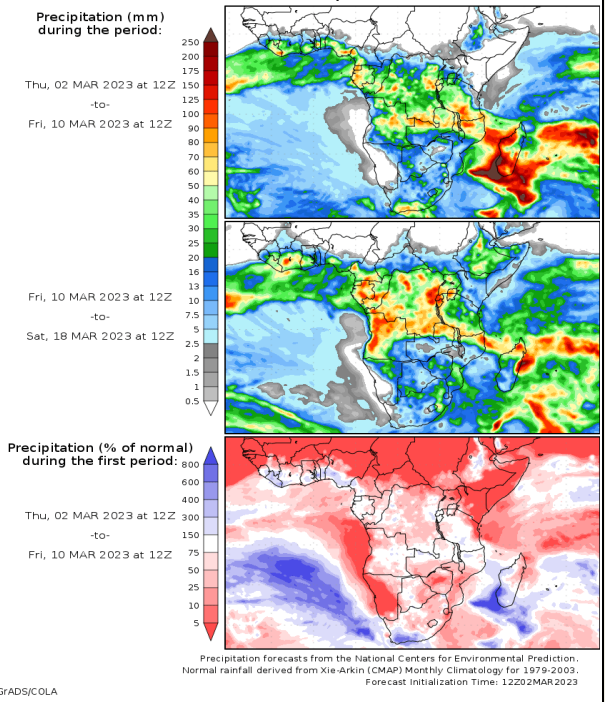 Precipitation (mm)
during the period:
250
200
175
150
125
100
90
80
70
60
50
40
35
30
25
20
16
13
10
7.5
5
2.5
2
1.5
1
0.5
Thu, 02 MAR 2023 at 12Z
-to-
Fri, 10 MAR 2023 at 12Z
Fri, 10 MAR 2023 at 12Z
-to-
Sat, 18 MAR 2023 at 12Z
Precipitation (% of normal)
during the first period:
800
600
400
300
150
75
50
25
10
5
Thu, 02 MAR 2023 at 12Z
-to-
Fri, 10 MAR 2023 at 12Z
Precipitation forecasts from the National Centers for Environmental Prediction.
Normal rainfall derived from Xie-Arkin (CMAP) Monthly Climatology for 1979-2003.
Forecast Initialization Time: 12Z02MAR2023
GrADS/COLA